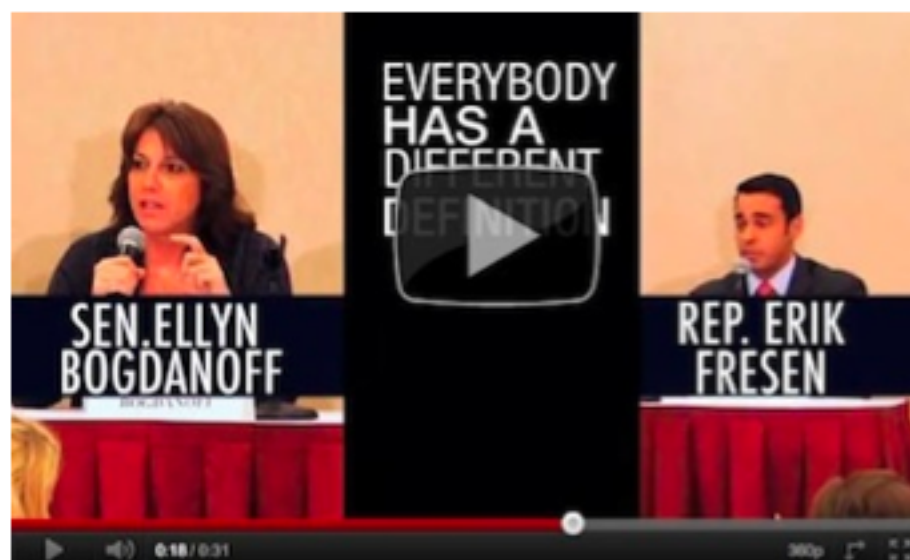 EVERYBODY
HAS A
DIFFERENT
DEFINITION
SEN.ELLYN
BOGDANOFF
REP. ERIK
FRESEN
BOGDANOFF
0:18 / 0:31
360p